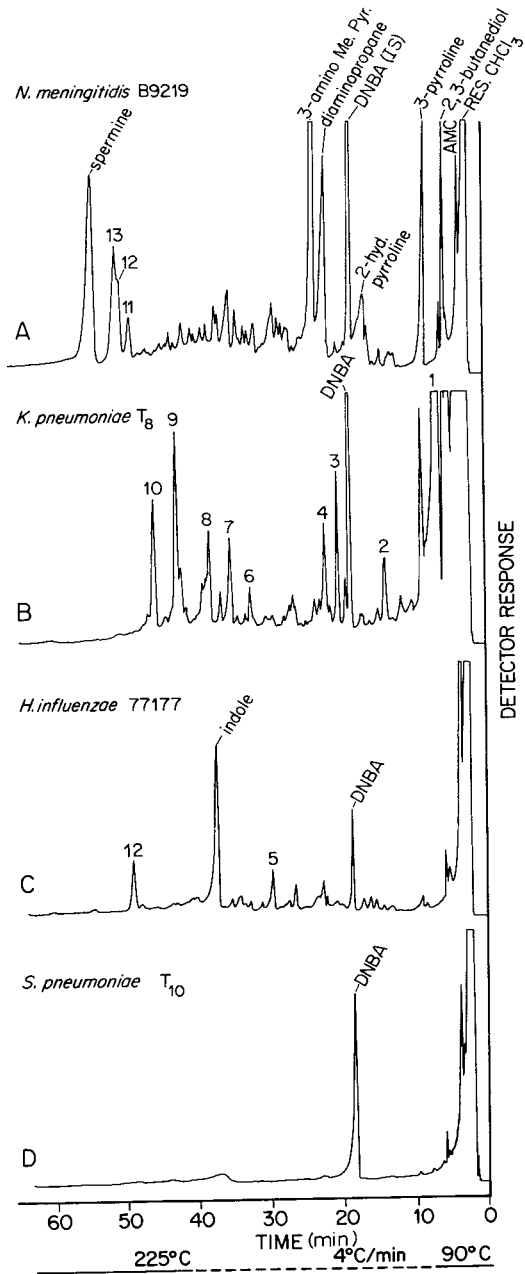 N. meningitidis B9219
spermine
13
12
11
3-amino Me. Pyr.
diaminopropane
DNBA (IS)
2-hyd. pyrroline
3-pyrroline
2,3-butanediol
AMC
RES. CHCl3
A
K. pneumoniae T8
10
9
8
7
6
4
3
DNBA
2
1
B
DETECTOR RESPONSE
H. influenzae 77177
12
indole
5
DNBA
C
S. pneumoniae T10
DNBA
D
60 50 40 30 20 10 0
TIME (min)
225°C 4°C/min 90°C